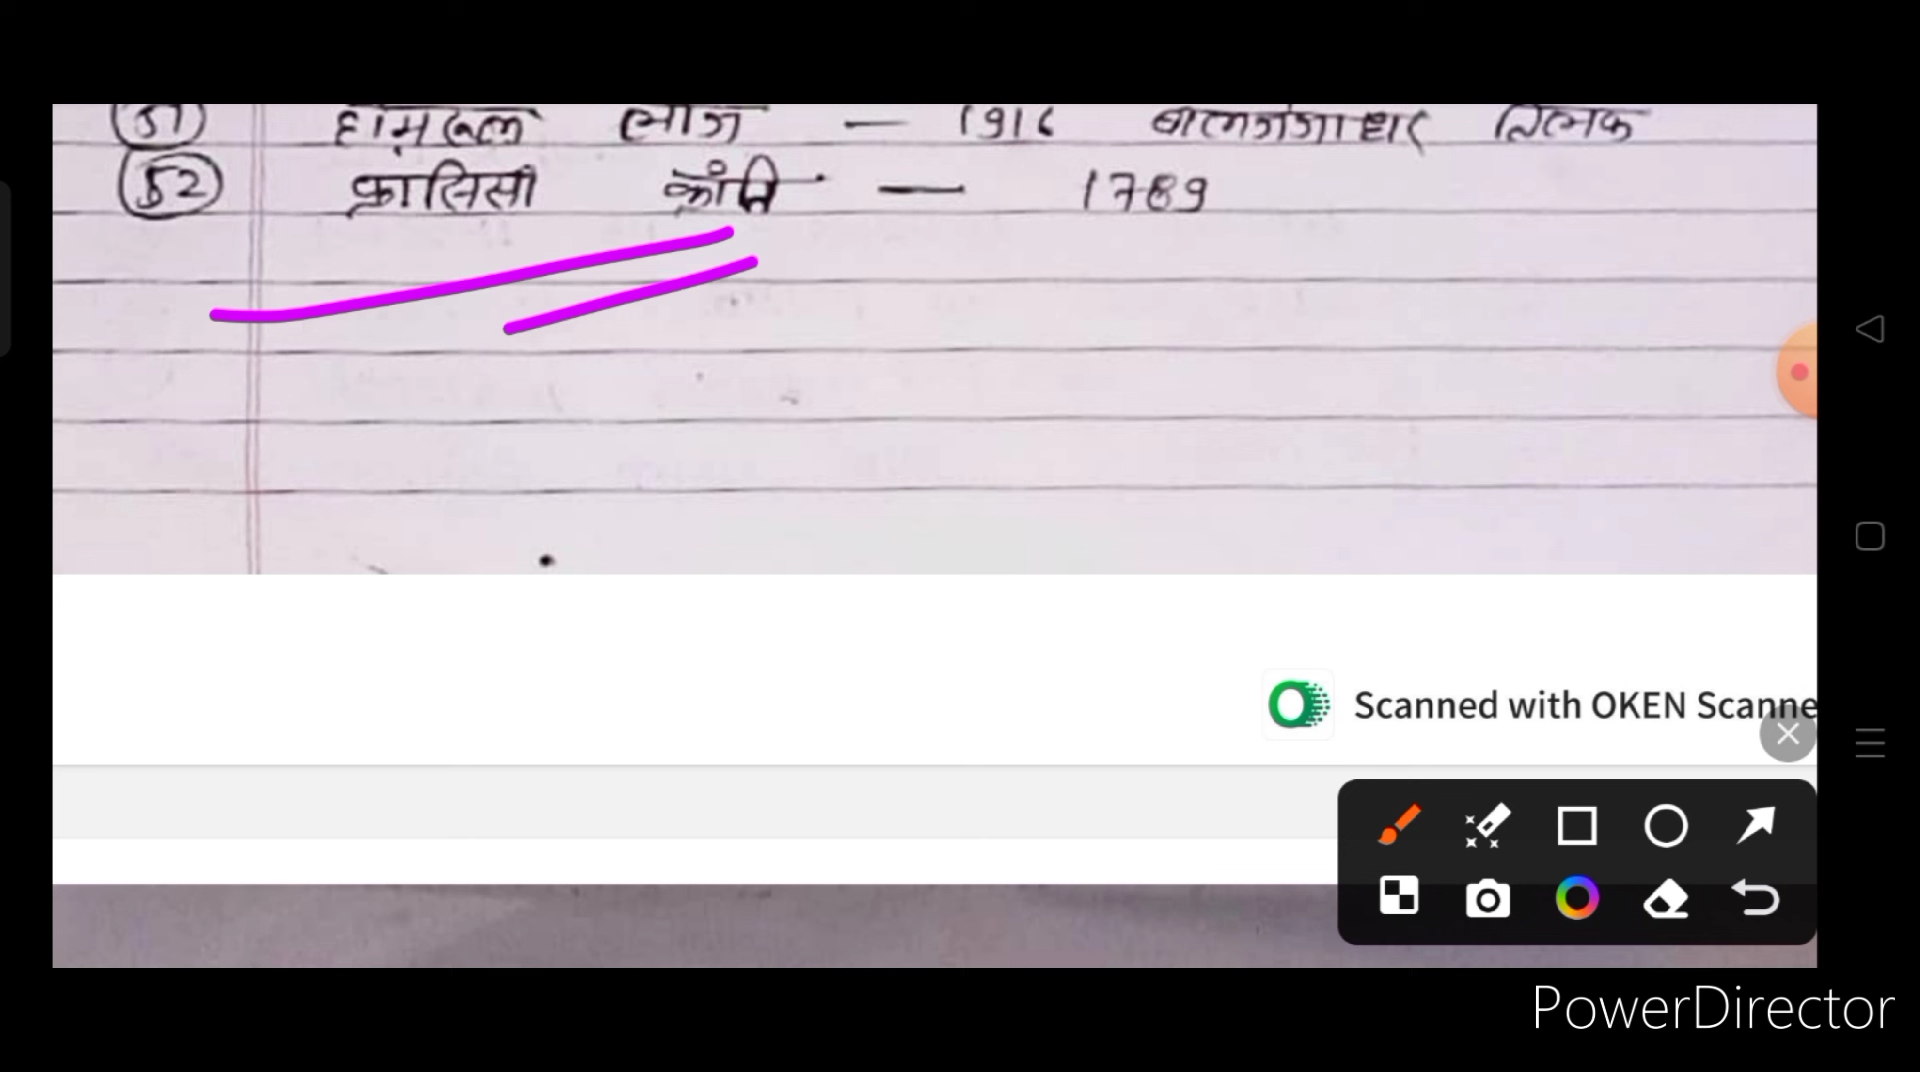 51 होमरूल लीग — 1916 बालगंगाधर तिलक
52 फ्रांसिसी क्रांति — 1789
Scanned with OKEN Scanne
PowerDirector